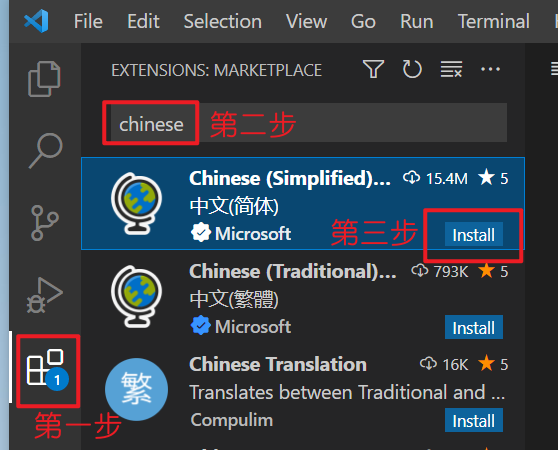 File Edit Selection View Go Run Terminal
EXTENSIONS: MARKETPLACE
chinese 第二步
Chinese (Simplified)... 15.4M 5
中文(简体)
Microsoft 第三步 Install
Chinese (Traditional)... 793K 5
中文(繁體)
Microsoft Install
繁 Chinese Translation 16K 5
Translates between Traditional and ...
Compulim Install
1
第一步